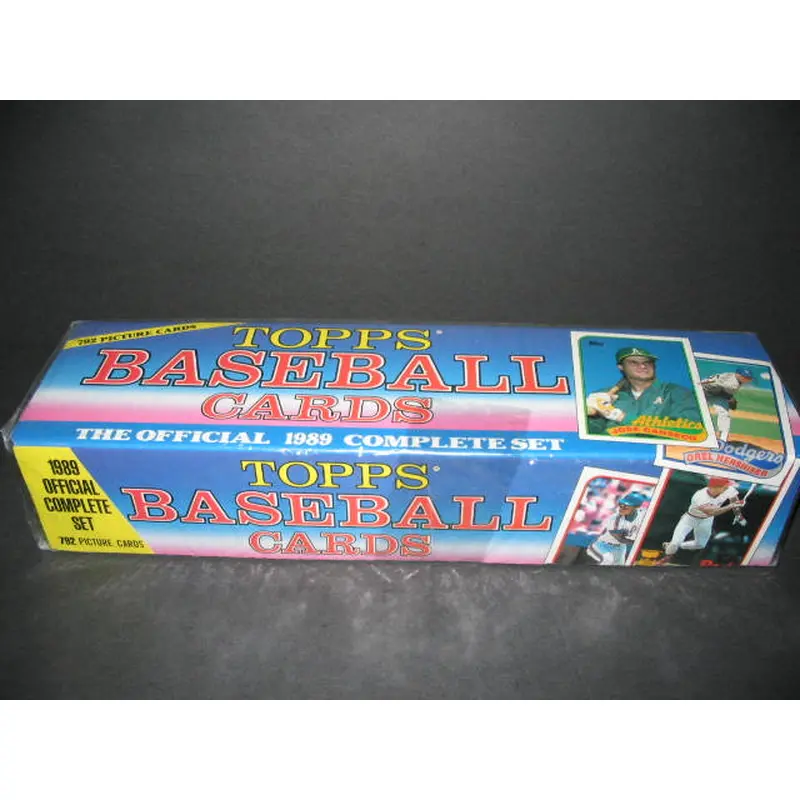 792 PICTURE CARDS
TOPPS®
BASEBALL
CARDS
THE OFFICIAL 1989 COMPLETE SET
Topps
Athletics
JOSE CANSECO
Dodgers
OREL HERSHISER
1989
OFFICIAL
COMPLETE
SET
792 PICTURE CARDS
TOPPS®
BASEBALL
CARDS